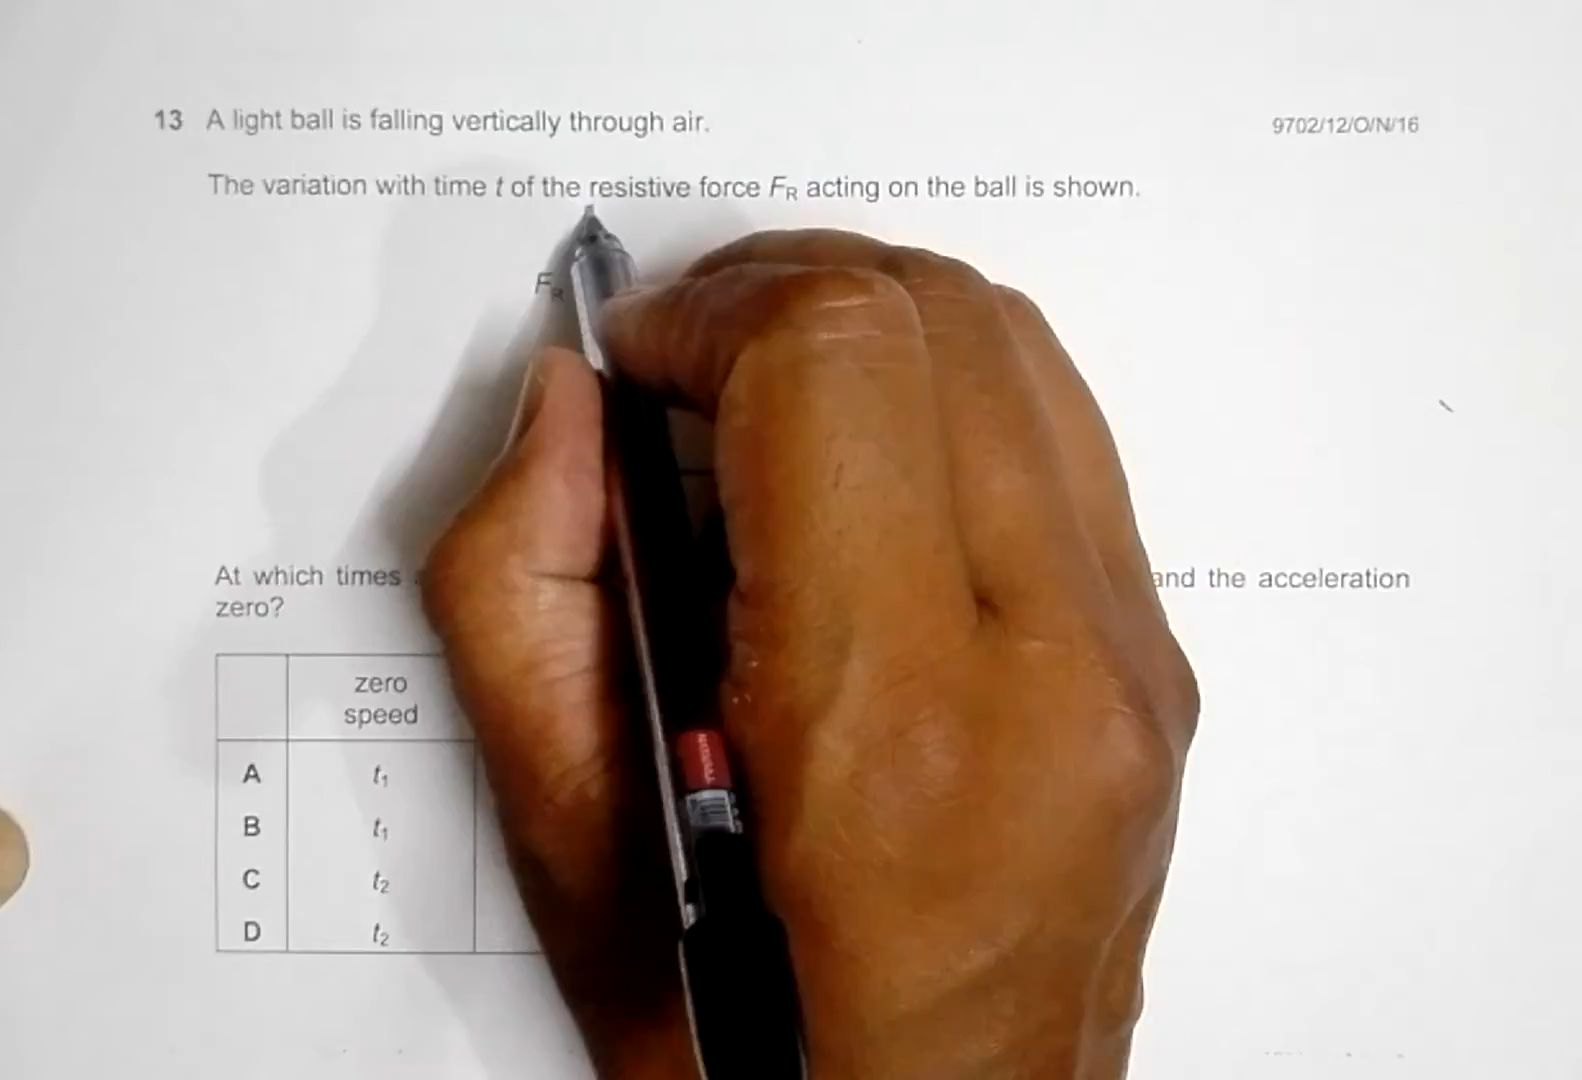 13 A light ball is falling vertically through air. 9702/12/O/N/16
The variation with time t of the resistive force FR acting on the ball is shown.
FR
At which times and the acceleration
zero?
zero
speed
A t1
B t1
C t2
D t2